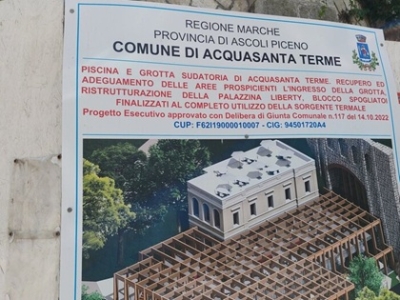 REGIONE MARCHE
PROVINCIA DI ASCOLI PICENO
COMUNE DI ACQUASANTA TERME
PISCINA E GROTTA SUDATORIA DI ACQUASANTA TERME. RECUPERO ED
ADEGUAMENTO DELLE AREE PROSPICIENTI L'INGRESSO DELLA GROTTA,
RISTRUTTURAZIONE DELLA PALAZZINA LIBERTY, BLOCCO SPOGLIATOI
FINALIZZATI AL COMPLETO UTILIZZO DELLA SORGENTE TERMALE
Progetto Esecutivo approvato con Delibera di Giunta Comunale n.117 del 14.10.2022
CUP: F62I19000010007 - CIG: 94501720A4